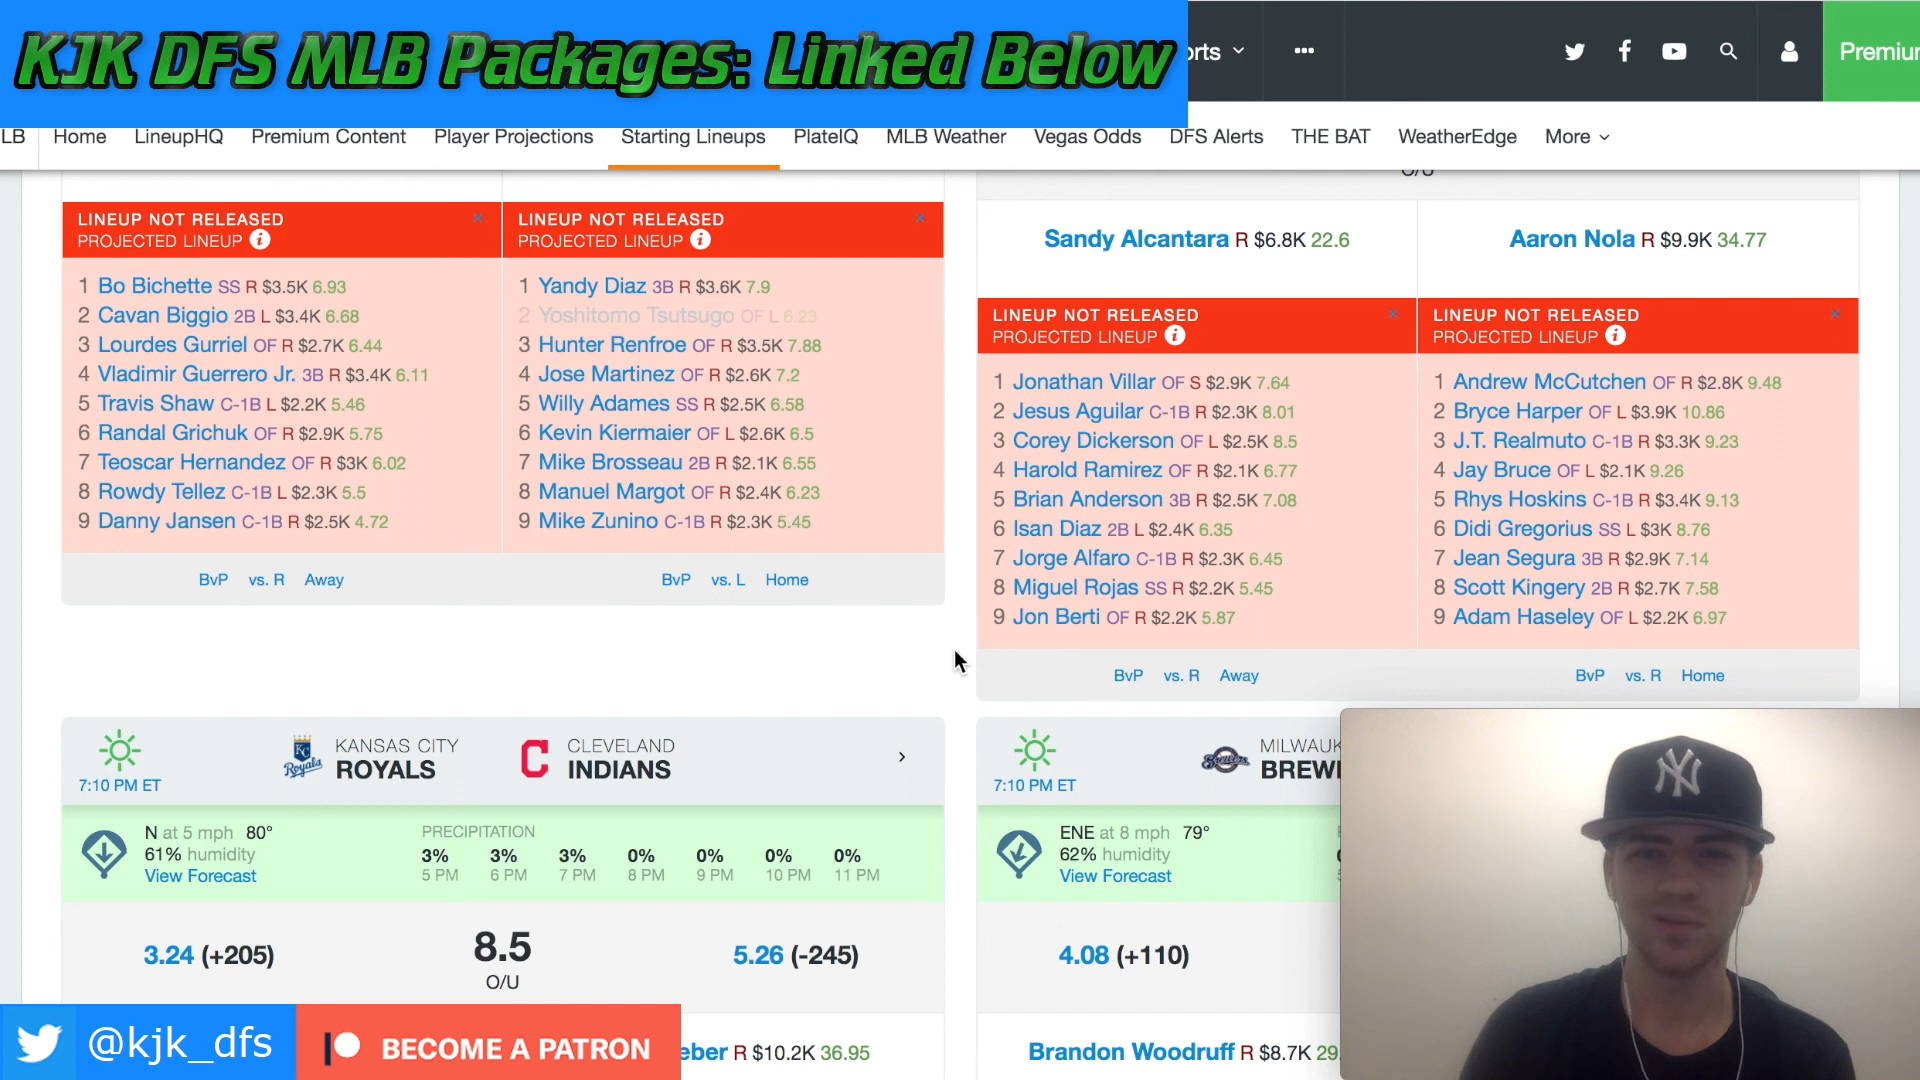 KJK DFS MLB Packages: Linked Below
orts
...
Premium
LB Home LineupHQ Premium Content Player Projections Starting Lineups PlateIQ MLB Weather Vegas Odds DFS Alerts THE BAT WeatherEdge More
O/U
LINEUP NOT RELEASED
PROJECTED LINEUP
1 Bo Bichette SS R $3.5K 6.93
2 Cavan Biggio 2B L $3.4K 6.68
3 Lourdes Gurriel OF R $2.7K 6.44
4 Vladimir Guerrero Jr. 3B R $3.4K 6.11
5 Travis Shaw C-1B L $2.2K 5.46
6 Randal Grichuk OF R $2.9K 5.75
7 Teoscar Hernandez OF R $3K 6.02
8 Rowdy Tellez C-1B L $2.3K 5.5
9 Danny Jansen C-1B R $2.5K 4.72
BvP vs. R Away
LINEUP NOT RELEASED
PROJECTED LINEUP
1 Yandy Diaz 3B R $3.6K 7.9
2 Yoshitomo Tsutsugo OF L 6.23
3 Hunter Renfroe OF R $3.5K 7.88
4 Jose Martinez OF R $2.6K 7.2
5 Willy Adames SS R $2.5K 6.58
6 Kevin Kiermaier OF L $2.6K 6.5
7 Mike Brosseau 2B R $2.1K 6.55
8 Manuel Margot OF R $2.4K 6.23
9 Mike Zunino C-1B R $2.3K 5.45
BvP vs. L Home
Sandy Alcantara R $6.8K 22.6
LINEUP NOT RELEASED
PROJECTED LINEUP
1 Jonathan Villar OF S $2.9K 7.64
2 Jesus Aguilar C-1B R $2.3K 8.01
3 Corey Dickerson OF L $2.5K 8.5
4 Harold Ramirez OF R $2.1K 6.77
5 Brian Anderson 3B R $2.5K 7.08
6 Isan Diaz 2B L $2.4K 6.35
7 Jorge Alfaro C-1B R $2.3K 6.45
8 Miguel Rojas SS R $2.2K 5.45
9 Jon Berti OF R $2.2K 5.87
BvP vs. R Away
Aaron Nola R $9.9K 34.77
LINEUP NOT RELEASED
PROJECTED LINEUP
1 Andrew McCutchen OF R $2.8K 9.48
2 Bryce Harper OF L $3.9K 10.86
3 J.T. Realmuto C-1B R $3.3K 9.23
4 Jay Bruce OF L $2.1K 9.26
5 Rhys Hoskins C-1B R $3.4K 9.13
6 Didi Gregorius SS L $3K 8.76
7 Jean Segura 3B R $2.9K 7.14
8 Scott Kingery 2B R $2.7K 7.58
9 Adam Haseley OF L $2.2K 6.97
BvP vs. R Home
7:10 PM ET
KC
Royals
KANSAS CITY
ROYALS
C
CLEVELAND
INDIANS
N at 5 mph 80°
61% humidity
View Forecast
PRECIPITATION
3% 3% 3% 0% 0% 0% 0%
5 PM 6 PM 7 PM 8 PM 9 PM 10 PM 11 PM
3.24 (+205)
8.5
O/U
5.26 (-245)
eber R $10.2K 36.95
7:10 PM ET
Brewers
MILWAUK
BREW
ENE at 8 mph 79°
62% humidity
View Forecast
4.08 (+110)
Brandon Woodruff R $8.7K 29.
NY
@kjk_dfs
BECOME A PATRON